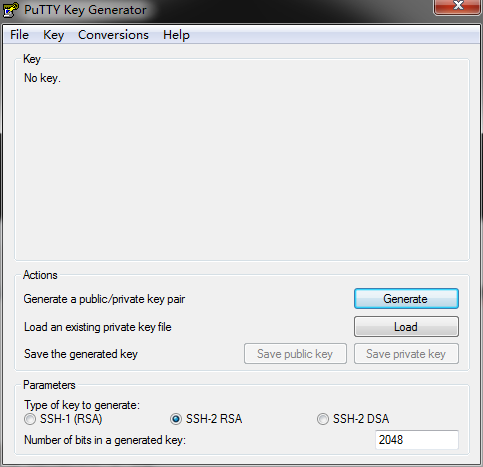 PuTTY Key Generator
File Key Conversions Help
Key
No key.
Actions
Generate a public/private key pair Generate
Load an existing private key file Load
Save the generated key Save public key Save private key
Parameters
Type of key to generate:
SSH-1 (RSA) SSH-2 RSA SSH-2 DSA
Number of bits in a generated key: 2048